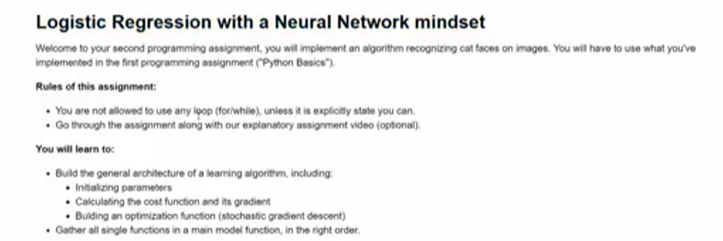 Logistic Regression with a Neural Network mindset
Welcome to your second programming assignment, you will implement an algorithm recognizing cat faces on images. You will have to use what you've
implemented in the first programming assignment ("Python Basics").
Rules of this assignment:
• You are not allowed to use any loop (for/while), unless it is explicitly state you can.
• Go through the assignment along with our explanatory assignment video (optional).
You will learn to:
• Build the general architecture of a learning algorithm, including:
• Initializing parameters
• Calculating the cost function and its gradient
• Bulding an optimization function (stochastic gradient descent)
• Gather all single functions in a main model function, in the right order.